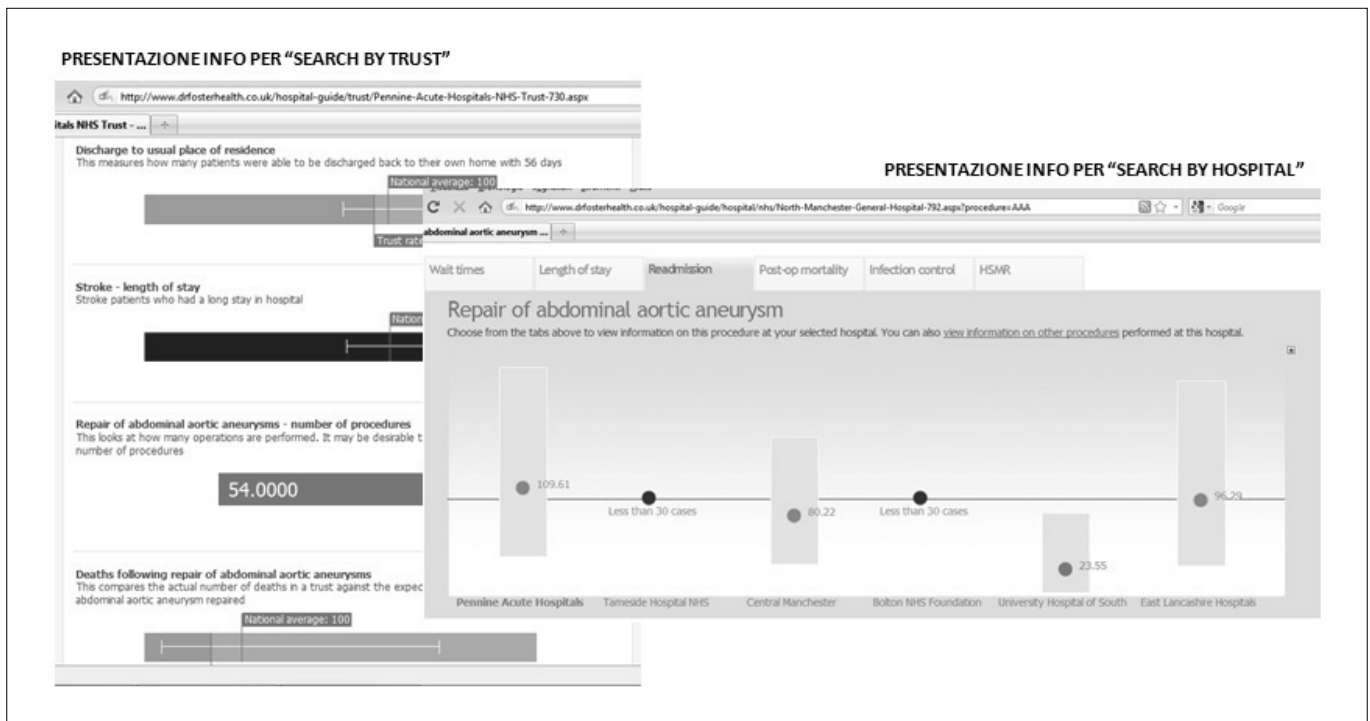 PRESENTAZIONE INFO PER “SEARCH BY TRUST”
http://www.drfosterhealth.co.uk/hospital-guide/trust/Pennine-Acute-Hospitals-NHS-Trust-730.aspx
itals NHS Trust - ...
Discharge to usual place of residence
This measures how many patients were able to be discharged back to their own home with 56 days
National average: 100
Trust rate
Stroke - length of stay
Stroke patients who had a long stay in hospital
Nation
Repair of abdominal aortic aneurysms - number of procedures
This looks at how many operations are performed. It may be desirable t
number of procedures
54.0000
Deaths following repair of abdominal aortic aneurysms
This compares the actual number of deaths in a trust against the expec
abdominal aortic aneurysm repaired
National average: 100
PRESENTAZIONE INFO PER “SEARCH BY HOSPITAL”
http://www.drfosterhealth.co.uk/hospital-guide/hospital/nhs/North-Manchester-General-Hospital-792.aspx?procedure=AAA
Google
abdominal aortic aneurysm ...
Wait times Length of stay Readmission Post-op mortality Infection control HSMR
Repair of abdominal aortic aneurysm
Choose from the tabs above to view information on this procedure at your selected hospital. You can also view information on other procedures performed at this hospital.
109.61
Less than 30 cases
80.22
Less than 30 cases
23.55
96.29
Pennine Acute Hospitals Tameside Hospital NHS Central Manchester Bolton NHS Foundation University Hospital of South East Lancashire Hospitals